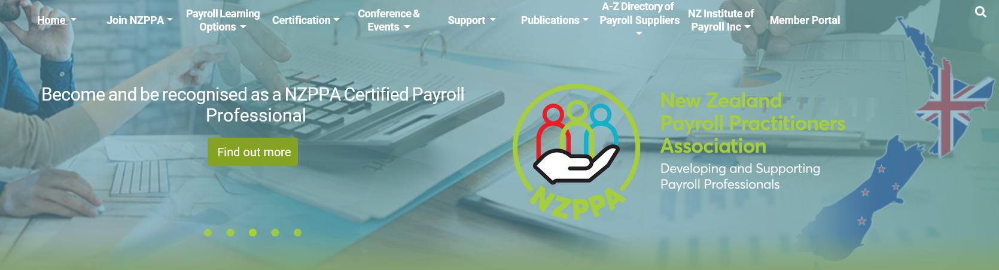 Home
Join NZPPA
Payroll Learning
Options
Certification
Conference &
Events
Support
Publications
A-Z Directory of
Payroll Suppliers
NZ Institute of
Payroll Inc
Member Portal
Become and be recognised as a NZPPA Certified Payroll
Professional
Find out more
NZPPA
New Zealand
Payroll Practitioners
Association
Developing and Supporting
Payroll Professionals